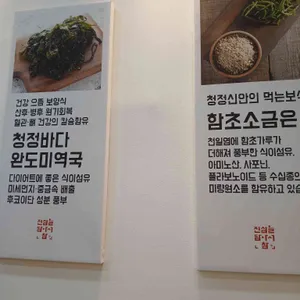 건강 으뜸 보양식
산후·병후 원기회복
혈관·뼈 건강의 칼슘함유
청정바다
완도미역국
다이어트에 좋은 식이섬유
미세먼지·중금속 배출
후코이단 성분 풍부
청정신안의 먹는보석
함초소금은
천일염에 함초가루가
더해져 풍부한 식이섬유,
아미노산, 사포닌,
플라보노이드 등 수십종의
미량원소를 함유하고